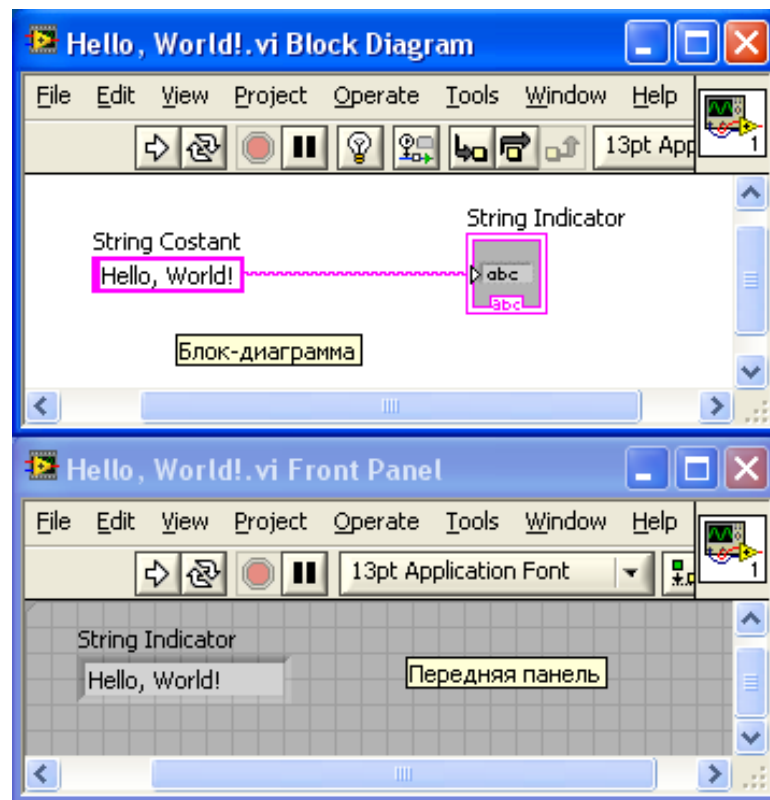 Hello, World!.vi Block Diagram
File Edit View Project Operate Tools Window Help
13pt App
1
String Costant
String Indicator
Hello, World!
abc
abc
Блок-диаграмма
Hello, World!.vi Front Panel
File Edit View Project Operate Tools Window Help
13pt Application Font
1
String Indicator
Hello, World!
Передняя панель